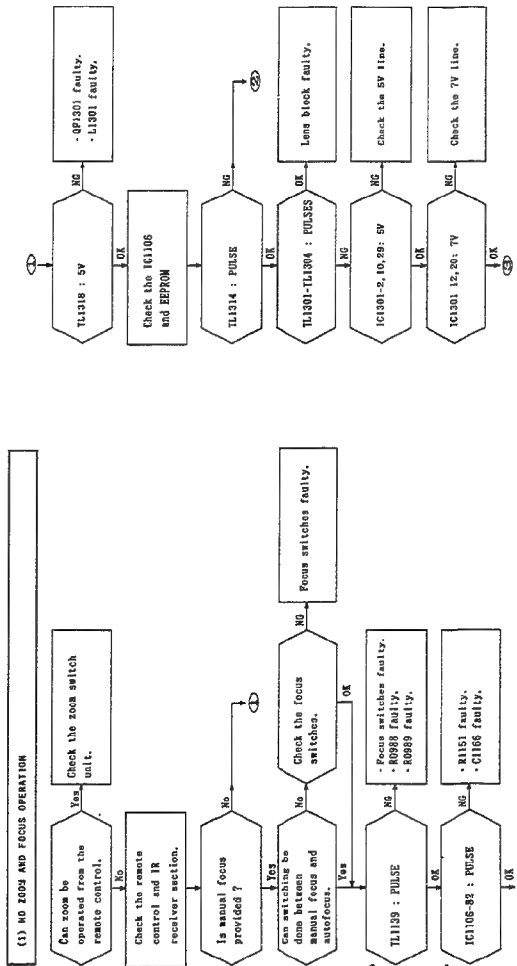 (1) NO ZOOM AND FOCUS OPERATION
Can zoom be
operated from the
remote control.
Yes
Check the zoom switch
unit.
No
Check the remote
control and IR
receiver section.
Is manual focus
provided ?
No
1
Yes
Can switching be
done between
manual focus and
autofocus.
No
Check the focus
switches.
NG
Focus switches faulty.
OK
Yes
TL1139 : PULSE
NG
· Focus switches faulty.
· R0988 faulty.
· R0989 faulty.
OK
IC1106-82 : PULSE
NG
· R1151 faulty.
· C1166 faulty.
OK
1
TL1318 : 5V
NG
· QP1301 faulty.
· L1301 faulty.
OK
Check the IC1106
and EEPROM
TL1314 : PULSE
NG
2
OK
TL1301-TL1304 : PULSES
OK
Lens block faulty.
NG
IC1301-2,10,29: 5V
NG
Check the 5V line.
OK
IC1301 12,20: 7V
NG
Check the 7V line.
OK
3